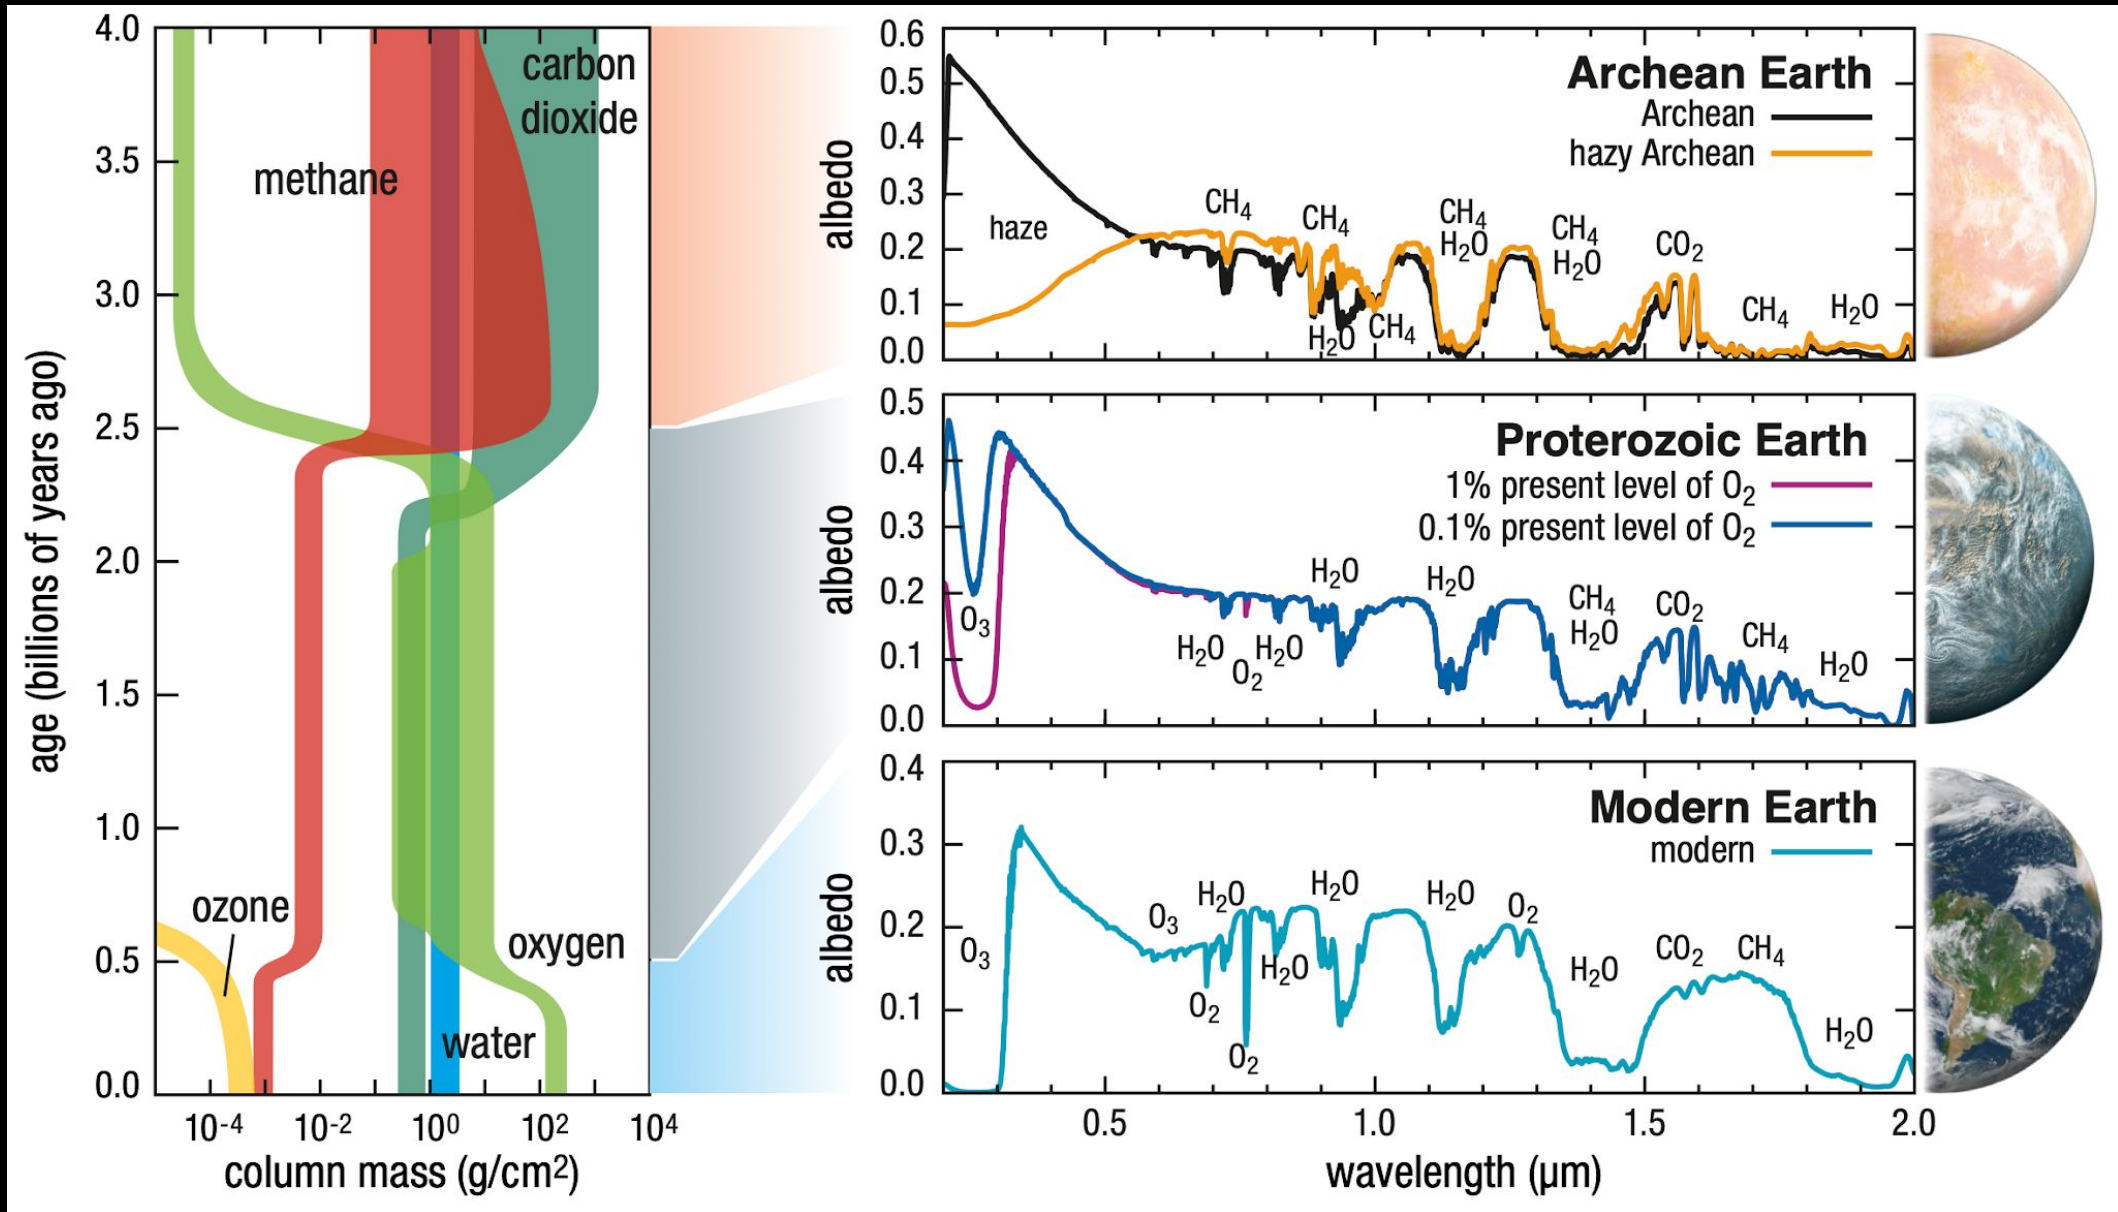 4.0
3.5
3.0
2.5
2.0
1.5
1.0
0.5
0.0
age (billions of years ago)
carbon
dioxide
methane
ozone
oxygen
water
10-4
10-2
10⁰
10²
10⁴
column mass (g/cm²)
0.6
0.5
0.4
0.3
0.2
0.1
0.0
albedo
Archean Earth
Archean
hazy Archean
haze
CH₄
CH₄
CH₄
H₂O
CH₄
H₂O
CO₂
H₂O
CH₄
CH₄
H₂O
0.5
0.4
0.3
0.2
0.1
0.0
albedo
Proterozoic Earth
1% present level of O₂
0.1% present level of O₂
O₃
H₂O
O₂
H₂O
H₂O
H₂O
CH₄
H₂O
CO₂
CH₄
H₂O
0.4
0.3
0.2
0.1
0.0
albedo
Modern Earth
modern
O₃
O₃
H₂O
O₂
O₂
H₂O
H₂O
H₂O
O₂
H₂O
CO₂
CH₄
H₂O
0.5
1.0
1.5
2.0
wavelength (μm)